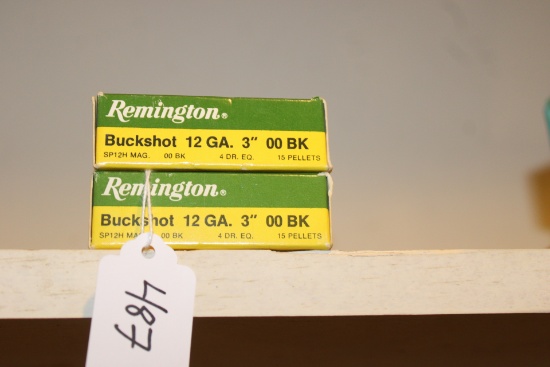 Remington®
Buckshot 12 GA. 3" 00 BK
SP12H MAG. 00 BK 4 DR. EQ. 15 PELLETS
Remington®
Buckshot 12 GA. 3" 00 BK
SP12H MAG. 00 BK 4 DR. EQ. 15 PELLETS
487